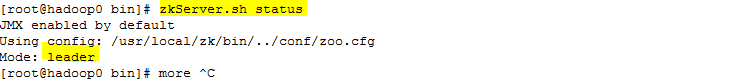 [root@hadoop0 bin]# zkServer.sh status
JMX enabled by default
Using config: /usr/local/zk/bin/../conf/zoo.cfg
Mode: leader
[root@hadoop0 bin]# more ^C